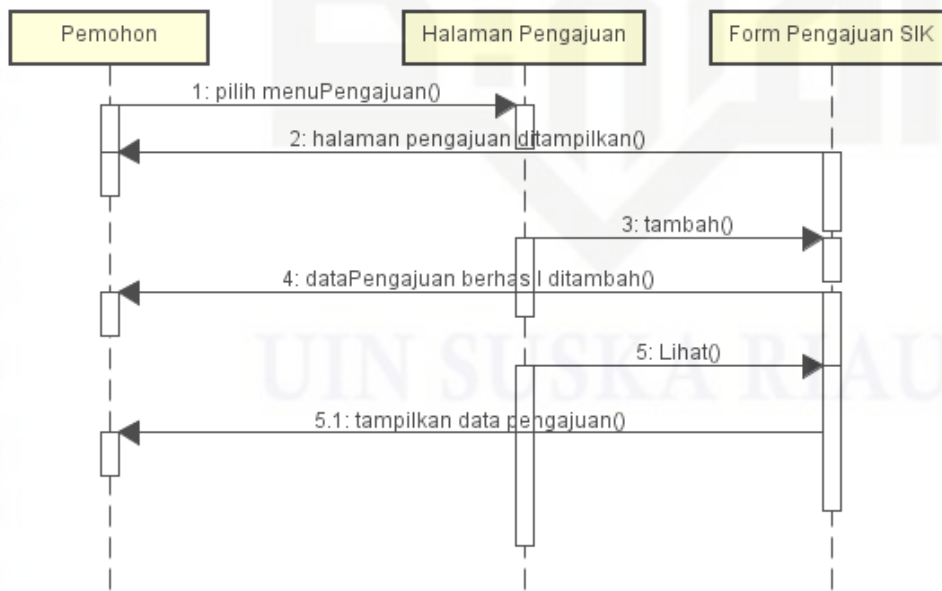 Pemohon
Halaman Pengajuan
Form Pengajuan SIK
1: pilih menuPengajuan()
2: halaman pengajuan ditampilkan()
3: tambah()
4: dataPengajuan berhasil ditambah()
UIN SUSKA RIAU
5: Lihat()
5.1: tampilkan data pengajuan()